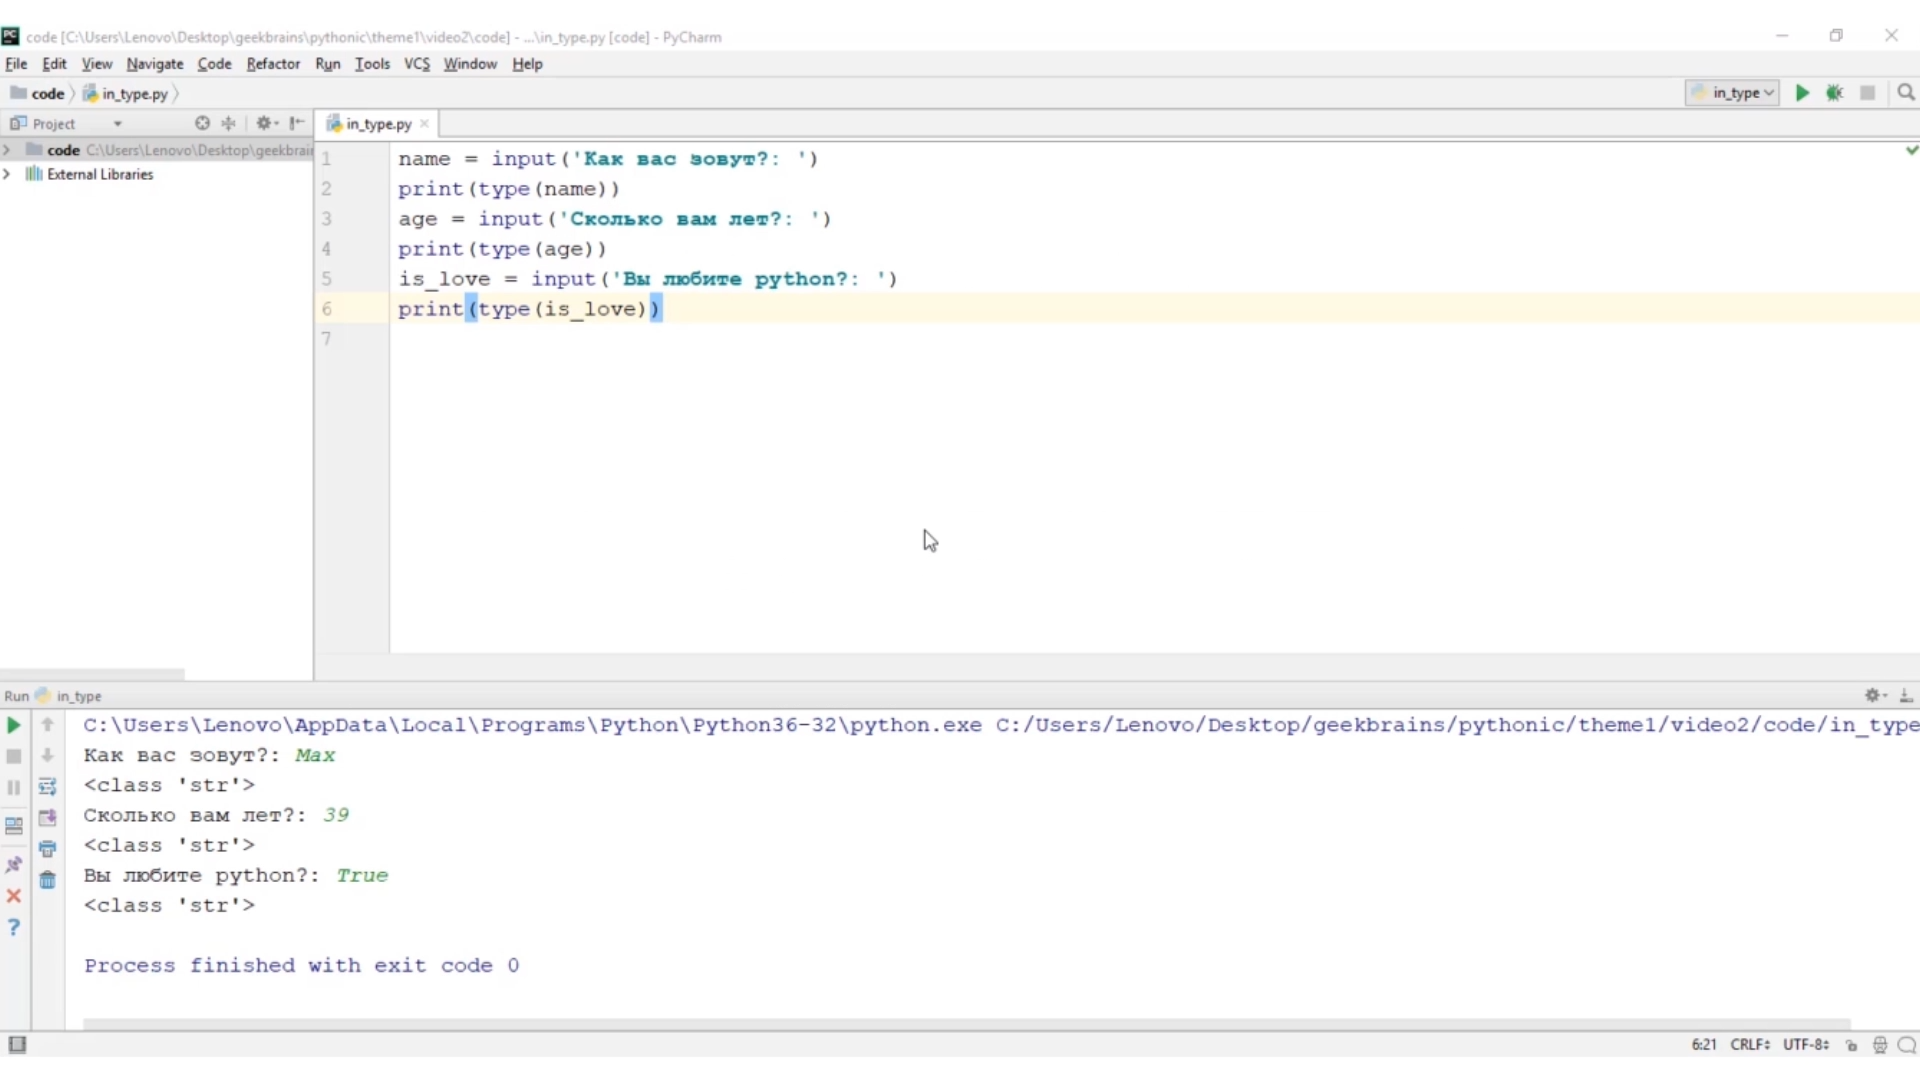 code [C:\Users\Lenovo\Desktop\geekbrains\pythonic\theme1\video2\code] - ...\in_type.py [code] - PyCharm
File Edit View Navigate Code Refactor Run Tools VCS Window Help
code in_type.py in_type
Project in_type.py
code C:\Users\Lenovo\Desktop\geekbrai
External Libraries
1 name = input('Как вас зовут?: ')
2 print(type(name))
3 age = input('Сколько вам лет?: ')
4 print(type(age))
5 is_love = input('Вы любите python?: ')
6 print(type(is_love))
7
Run in_type
C:\Users\Lenovo\AppData\Local\Programs\Python\Python36-32\python.exe C:/Users/Lenovo/Desktop/geekbrains/pythonic/theme1/video2/code/in_type
Как вас зовут?: Max
<class 'str'>
Сколько вам лет?: 39
<class 'str'>
Вы любите python?: True
<class 'str'>
Process finished with exit code 0
6:21 CRLF UTF-8